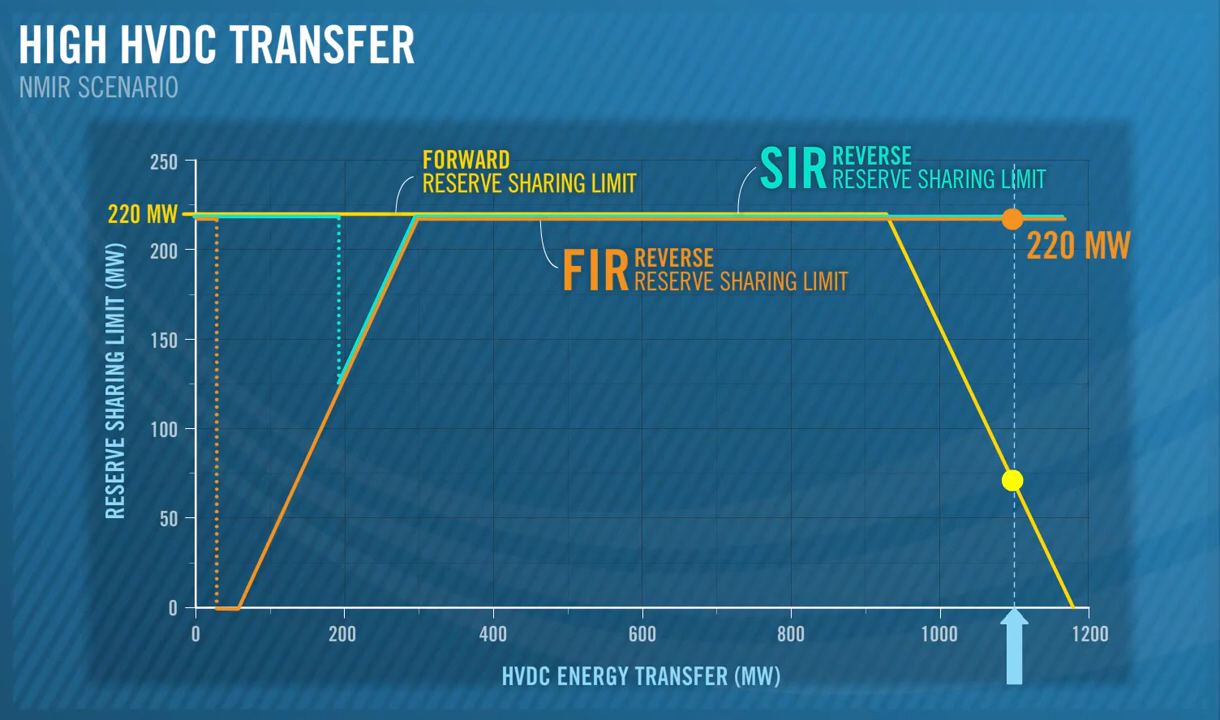 HIGH HVDC TRANSFER
NMIR SCENARIO
FORWARD
RESERVE SHARING LIMIT
SIR REVERSE
RESERVE SHARING LIMIT
FIR REVERSE
RESERVE SHARING LIMIT
220 MW
220 MW
RESERVE SHARING LIMIT (MW)
250
200
150
100
50
0
0
200
400
600
800
1000
1200
HVDC ENERGY TRANSFER (MW)